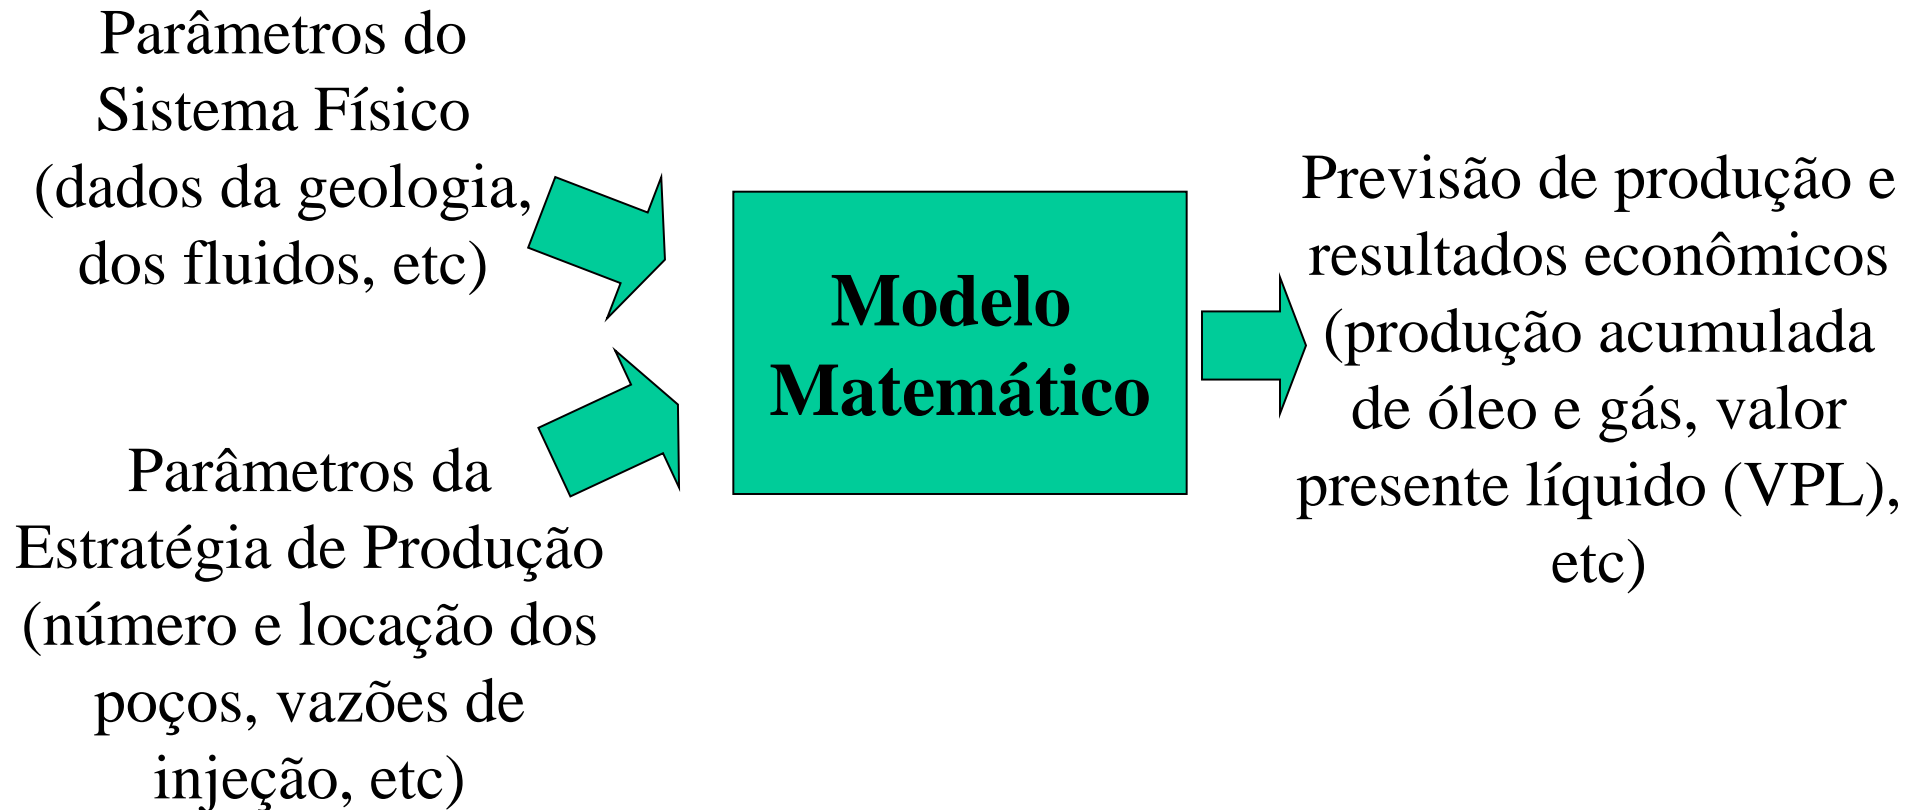 Parâmetros do
Sistema Físico
(dados da geologia,
dos fluidos, etc)
Parâmetros da
Estratégia de Produção
(número e locação dos
poços, vazões de
injeção, etc)
Modelo
Matemático
Previsão de produção e
resultados econômicos
(produção acumulada
de óleo e gás, valor
presente líquido (VPL),
etc)